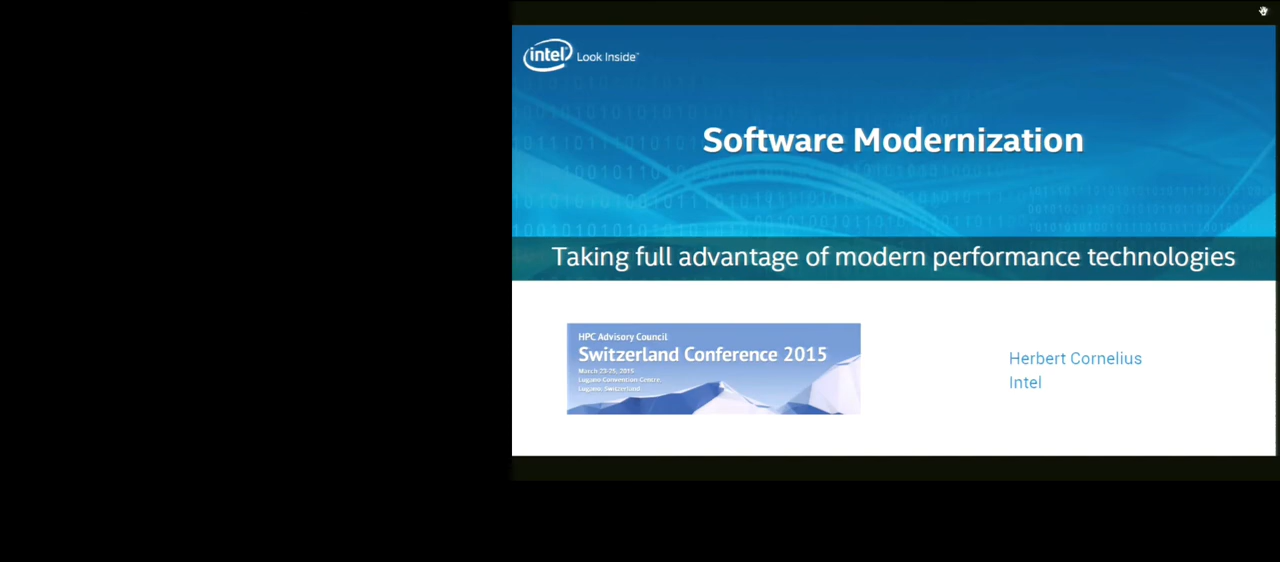 intel Look Inside™
Software Modernization
Taking full advantage of modern performance technologies
HPC Advisory Council
Switzerland Conference 2015
March 23-25, 2015
Lugano Convention Centre,
Lugano, Switzerland
Herbert Cornelius
Intel